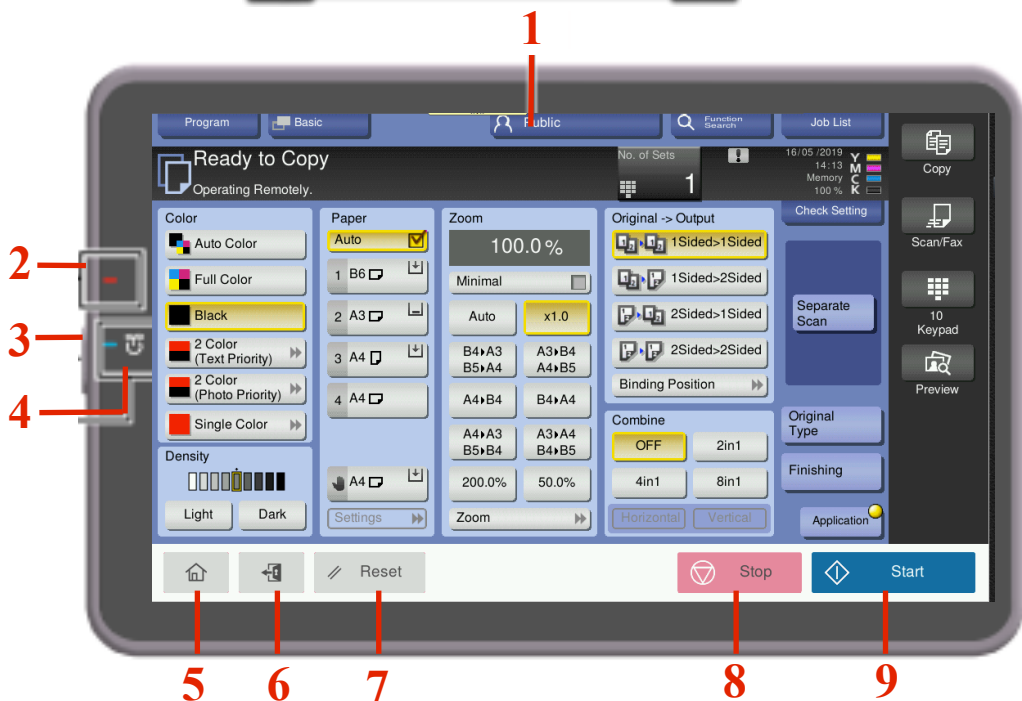 1
Program
Basic
Public
Function
Search
Job List
Ready to Copy
Operating Remotely.
No. of Sets
1
16/05 /2019
14:13
Memory
100 %
Y
M
C
K
Copy
Scan/Fax
10
Keypad
Preview
Color
Auto Color
Full Color
Black
2 Color
(Text Priority)
2 Color
(Photo Priority)
Single Color
Density
Light
Dark
Paper
Auto
1 B6
2 A3
3 A4
4 A4
A4
Settings
Zoom
100.0 %
Minimal
Auto
x1.0
B4▸A3
B5▸A4
A3▸B4
A4▸B5
A4▸B4
B4▸A4
A4▸A3
B5▸B4
A3▸A4
B4▸B5
200.0%
50.0%
Zoom
Original -> Output
1Sided>1Sided
1Sided>2Sided
2Sided>1Sided
2Sided>2Sided
Binding Position
Combine
OFF
2in1
4in1
8in1
Horizontal
Vertical
Check Setting
Separate
Scan
Original
Type
Finishing
Application
2
3
4
Reset
Stop
Start
5
6
7
8
9